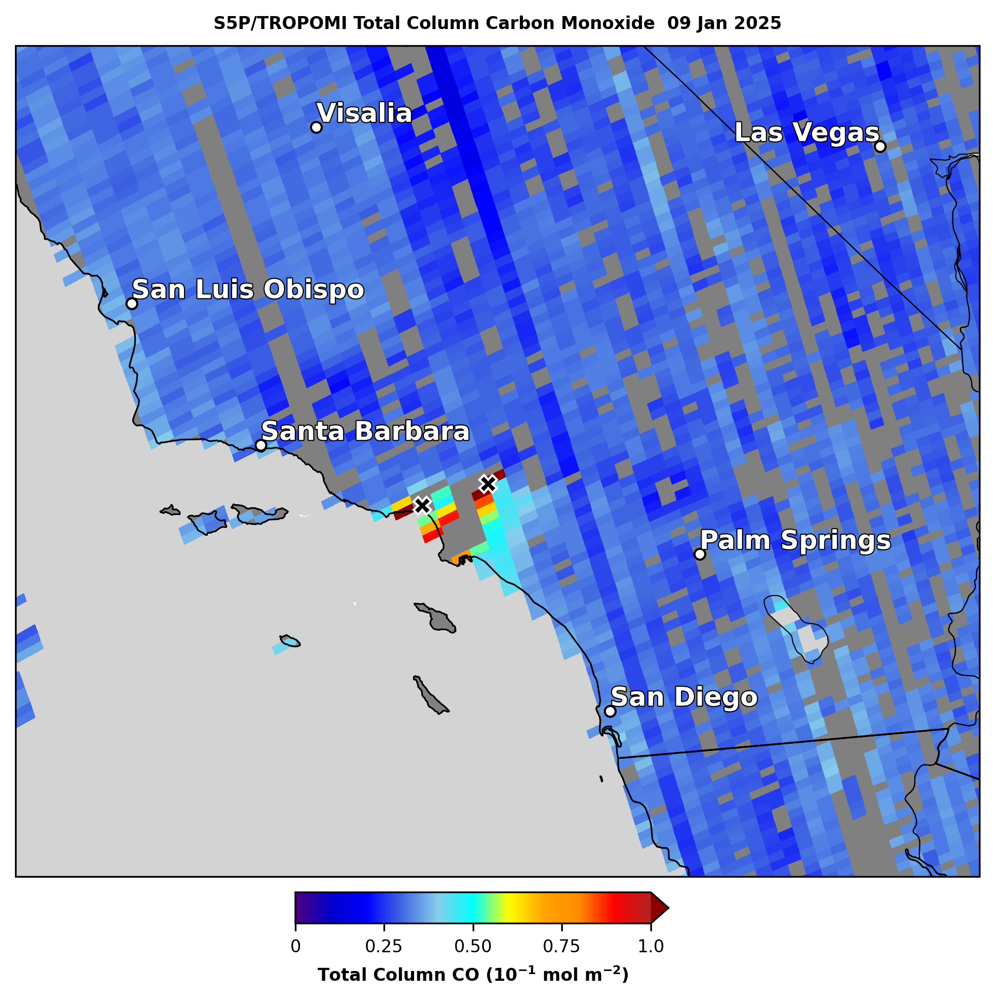 S5P/TROPOMI Total Column Carbon Monoxide  09 Jan 2025
Visalia
Las Vegas
San Luis Obispo
Santa Barbara
Palm Springs
San Diego
0 0.25 0.50 0.75 1.0
Total Column CO (10⁻¹ mol m⁻²)